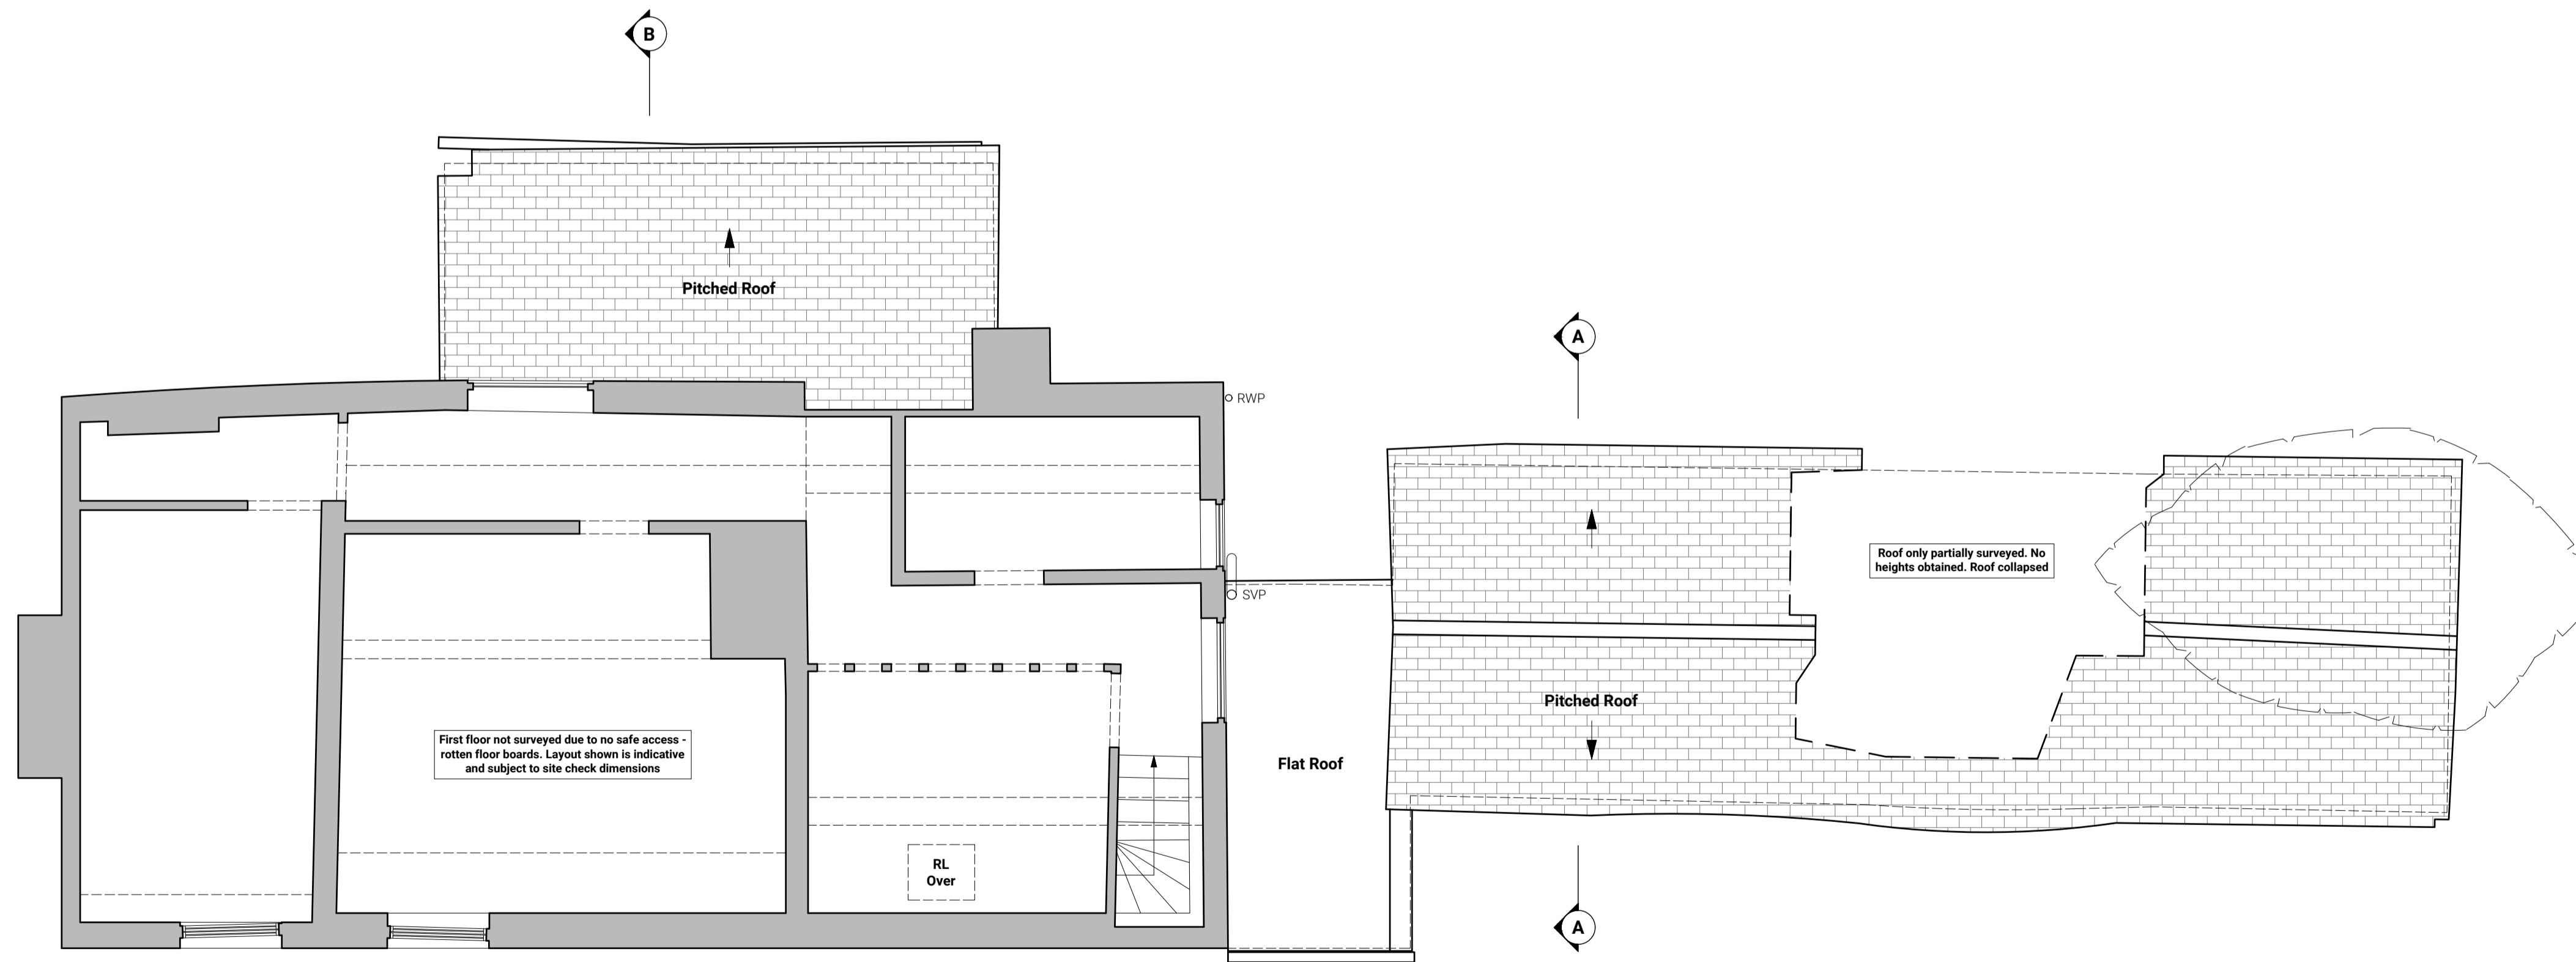 B
Pitched Roof
A
RWP
Roof only partially surveyed. No
heights obtained. Roof collapsed
SVP
Pitched Roof
First floor not surveyed due to no safe access -
rotten floor boards. Layout shown is indicative
and subject to site check dimensions
Flat Roof
RL
Over
A